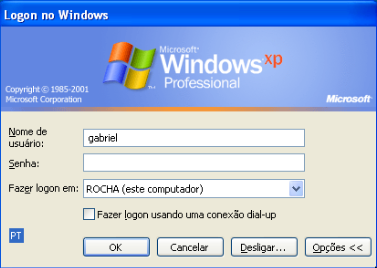 Logon no Windows
Microsoft®
Windows xp
Professional
Copyright © 1985-2001
Microsoft Corporation
Microsoft
Nome de
usuário:
gabriel
Senha:
Fazer logon em:
ROCHA (este computador)
Fazer logon usando uma conexão dial-up
PT
OK
Cancelar
Desligar...
Opções <<